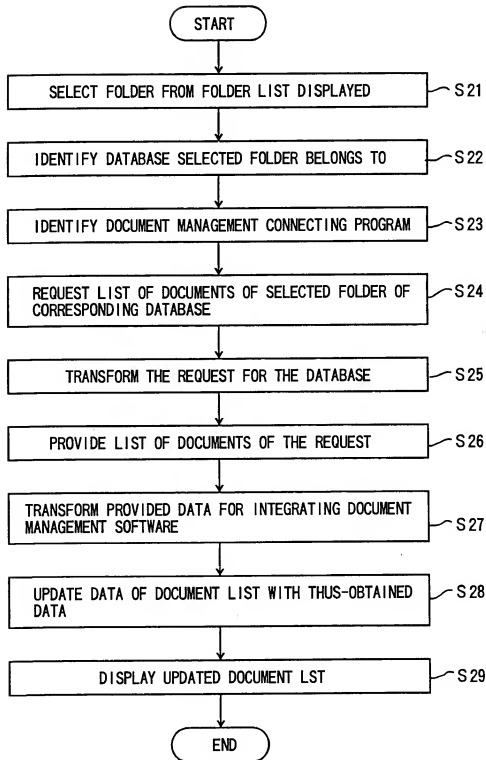 START
SELECT FOLDER FROM FOLDER LIST DISPLAYED
S21
IDENTIFY DATABASE SELECTED FOLDER BELONGS TO
S22
IDENTIFY DOCUMENT MANAGEMENT CONNECTING PROGRAM
S23
REQUEST LIST OF DOCUMENTS OF SELECTED FOLDER OF
CORRESPONDING DATABASE
S24
TRANSFORM THE REQUEST FOR THE DATABASE
S25
PROVIDE LIST OF DOCUMENTS OF THE REQUEST
S26
TRANSFORM PROVIDED DATA FOR INTEGRATING DOCUMENT
MANAGEMENT SOFTWARE
S27
UPDATE DATA OF DOCUMENT LIST WITH THUS-OBTAINED
DATA
S28
DISPLAY UPDATED DOCUMENT LST
S29
END